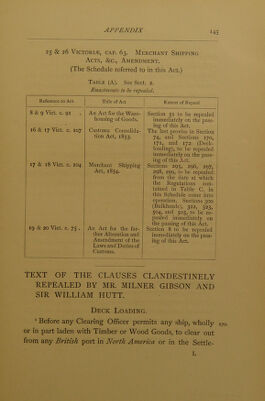 APPENDIX 145
25 & 26 VICTORIÆ, CAP. 63. MERCHANT SHIPPING
ACTS, &C., AMENDMENT.
(The Schedule referred to in this Act.)
TABLE (A). See Sect. 2.
Enactments to be repealed.
Reference to Act
Title of Act
Extent of Repeal
8 & 9 Vict. c. 91 .
An Act for the Ware-
housing of Goods.
Section 51 to be repealed
immediately on the pass-
ing of this Act.
16 & 17 Vict. c. 107
Customs Consolida-
tion Act, 1853.
The last proviso in Section
74, and Sections 170,
171, and 172 (Deck-
loading), to be repealed
immediately on the pass-
ing of this Act.
17 & 18 Vict. c. 104
Merchant Shipping
Act, 1854.
Sections 295, 296, 297,
298, 299, to be repealed
from the date at which
the Regulations con-
tained in Table C. in
this Schedule come into
operation. Sections 300
(Bulkheads), 322, 323,
504, and 505, to be re-
pealed immediately on
the passing of this Act.
19 & 20 Vict. c. 75 .
An Act for the fur-
ther Alteration and
Amendment of the
Laws and Duties of
Customs.
Section 8 to be repealed
immediately on the pass-
ing of this Act.
TEXT OF THE CLAUSES CLANDESTINELY
REPEALED BY MR MILNER GIBSON AND
SIR WILLIAM HUTT.
DECK LOADING.
'Before any Clearing Officer permits any ship, wholly 170.
or in part laden with Timber or Wood Goods, to clear out
from any British port in North America or in the Settle-
L